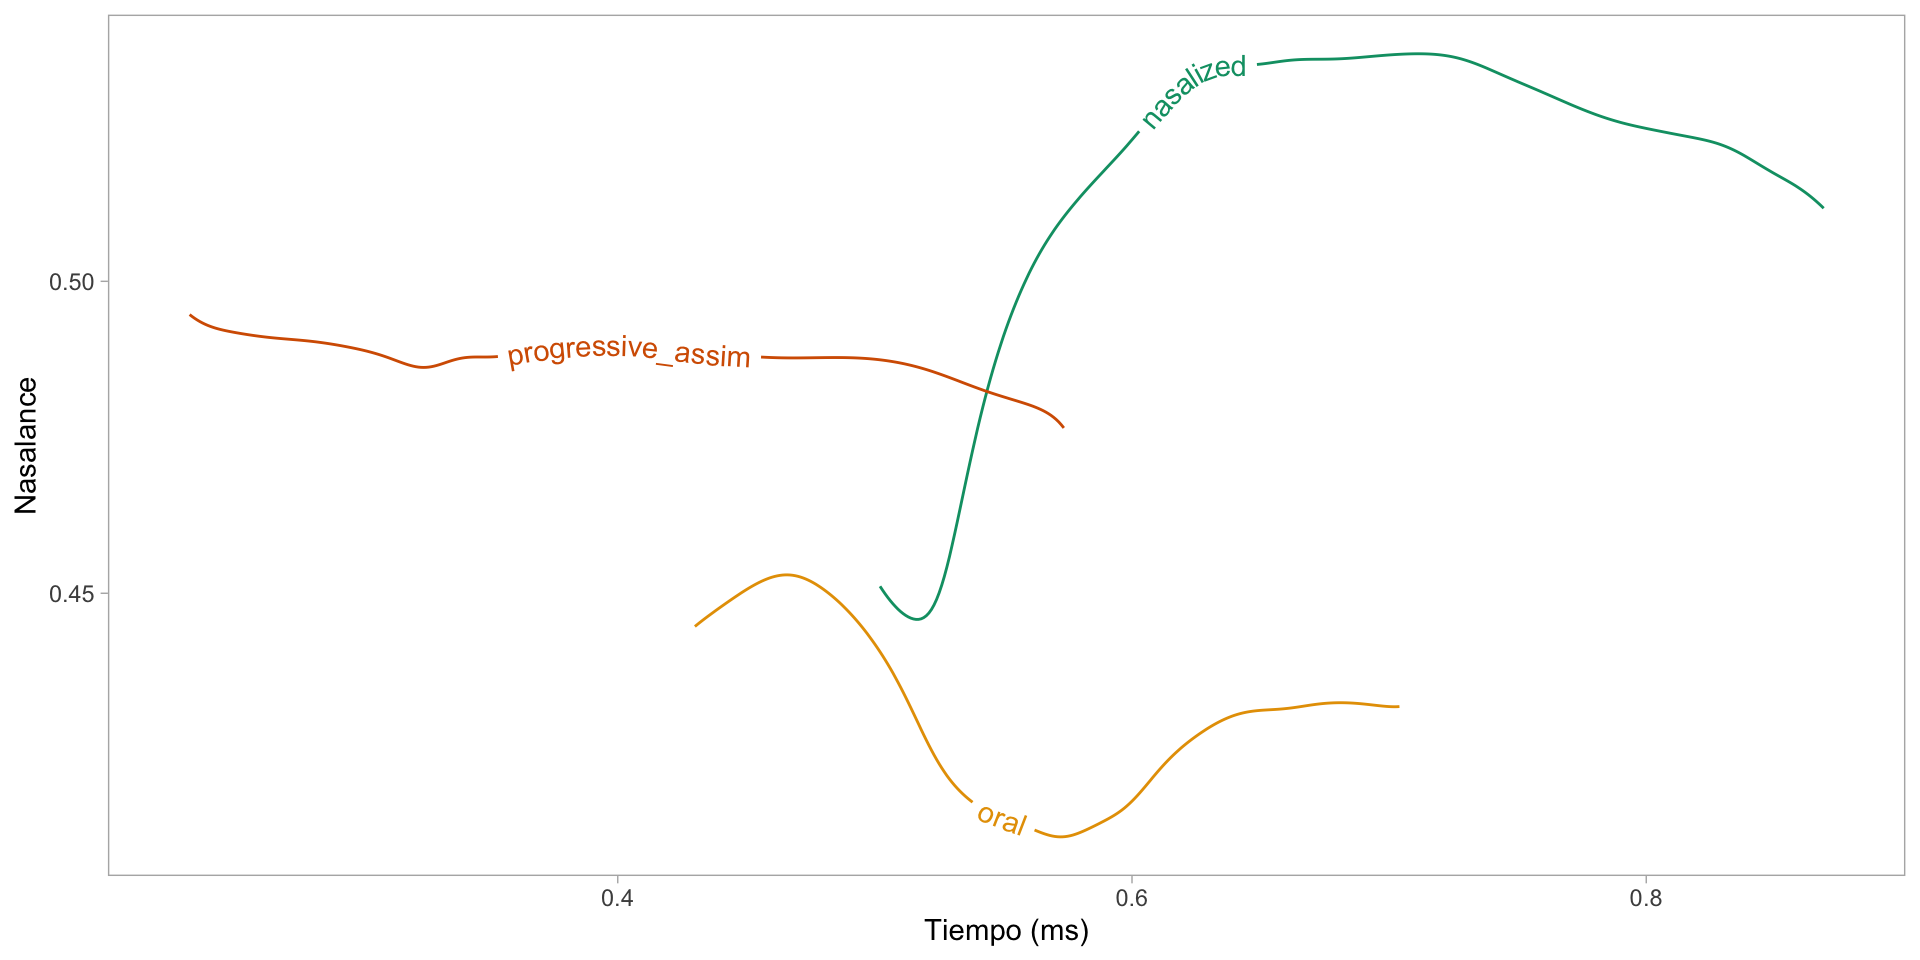 nasalized
0.50
progressive_assim
Nasalance
0.45
oral
0.4 0.6 0.8
Tiempo (ms)